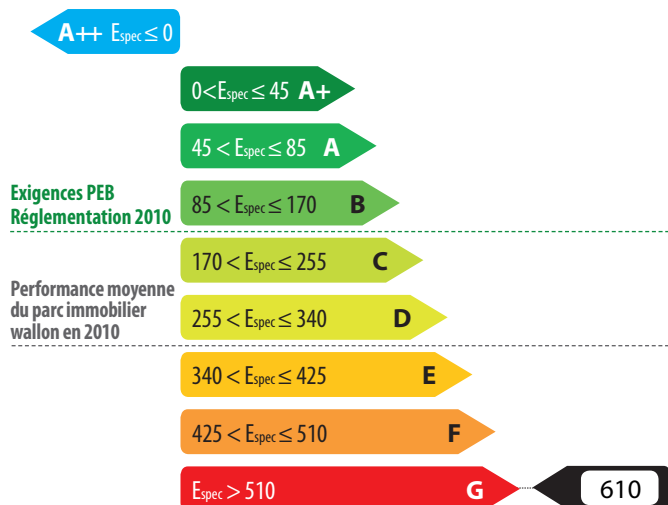 A++ Espec ≤ 0
0<Espec ≤ 45 A+
45 < Espec ≤ 85 A
Exigences PEB
Réglementation 2010
85 < Espec ≤ 170 B
170 < Espec ≤ 255 C
Performance moyenne
du parc immobilier
wallon en 2010
255 < Espec ≤ 340 D
340 < Espec ≤ 425 E
425 < Espec ≤ 510 F
Espec > 510 G 610